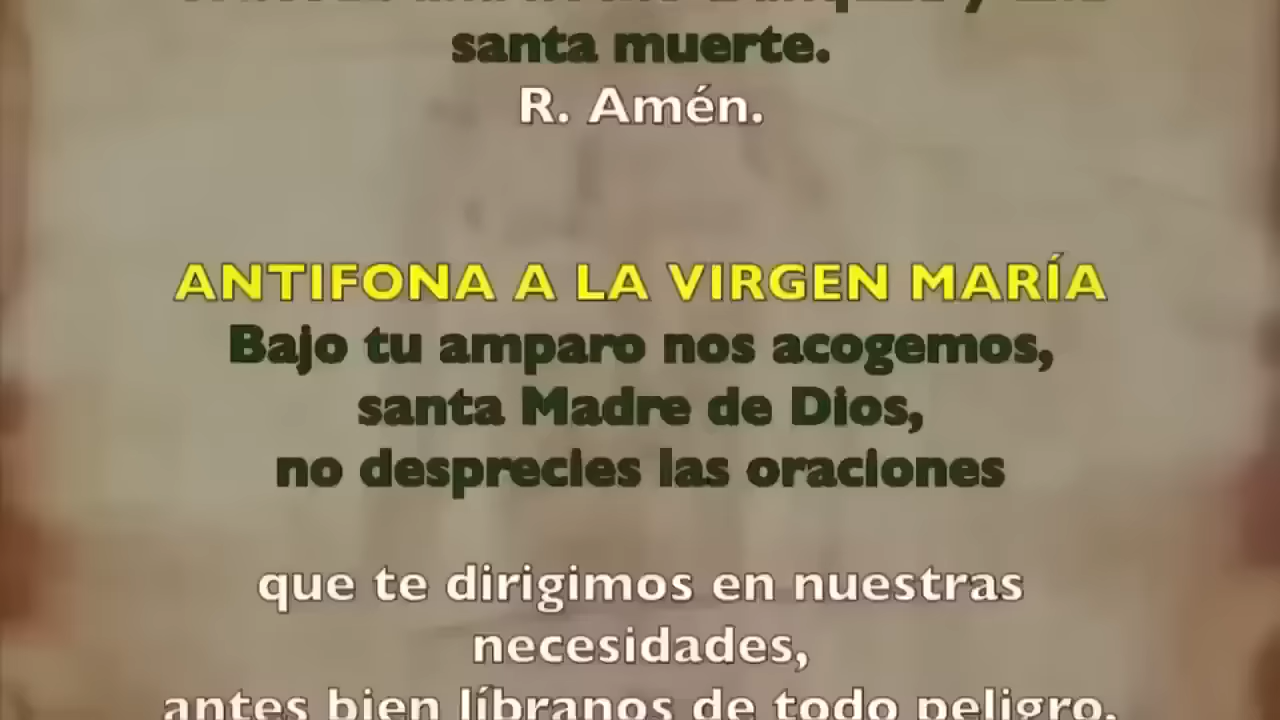 santa muerte.
R. Amén.
ANTIFONA A LA VIRGEN MARÍA
Bajo tu amparo nos acogemos,
santa Madre de Dios,
no desprecies las oraciones
que te dirigimos en nuestras
necesidades,
antes bien líbranos de todo peligro,